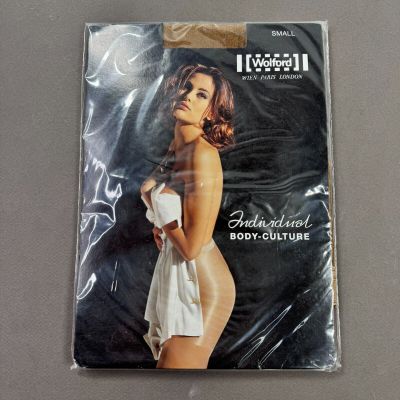 SMALL
Wolford
WIEN PARIS LONDON
Individual
BODY-CULTURE